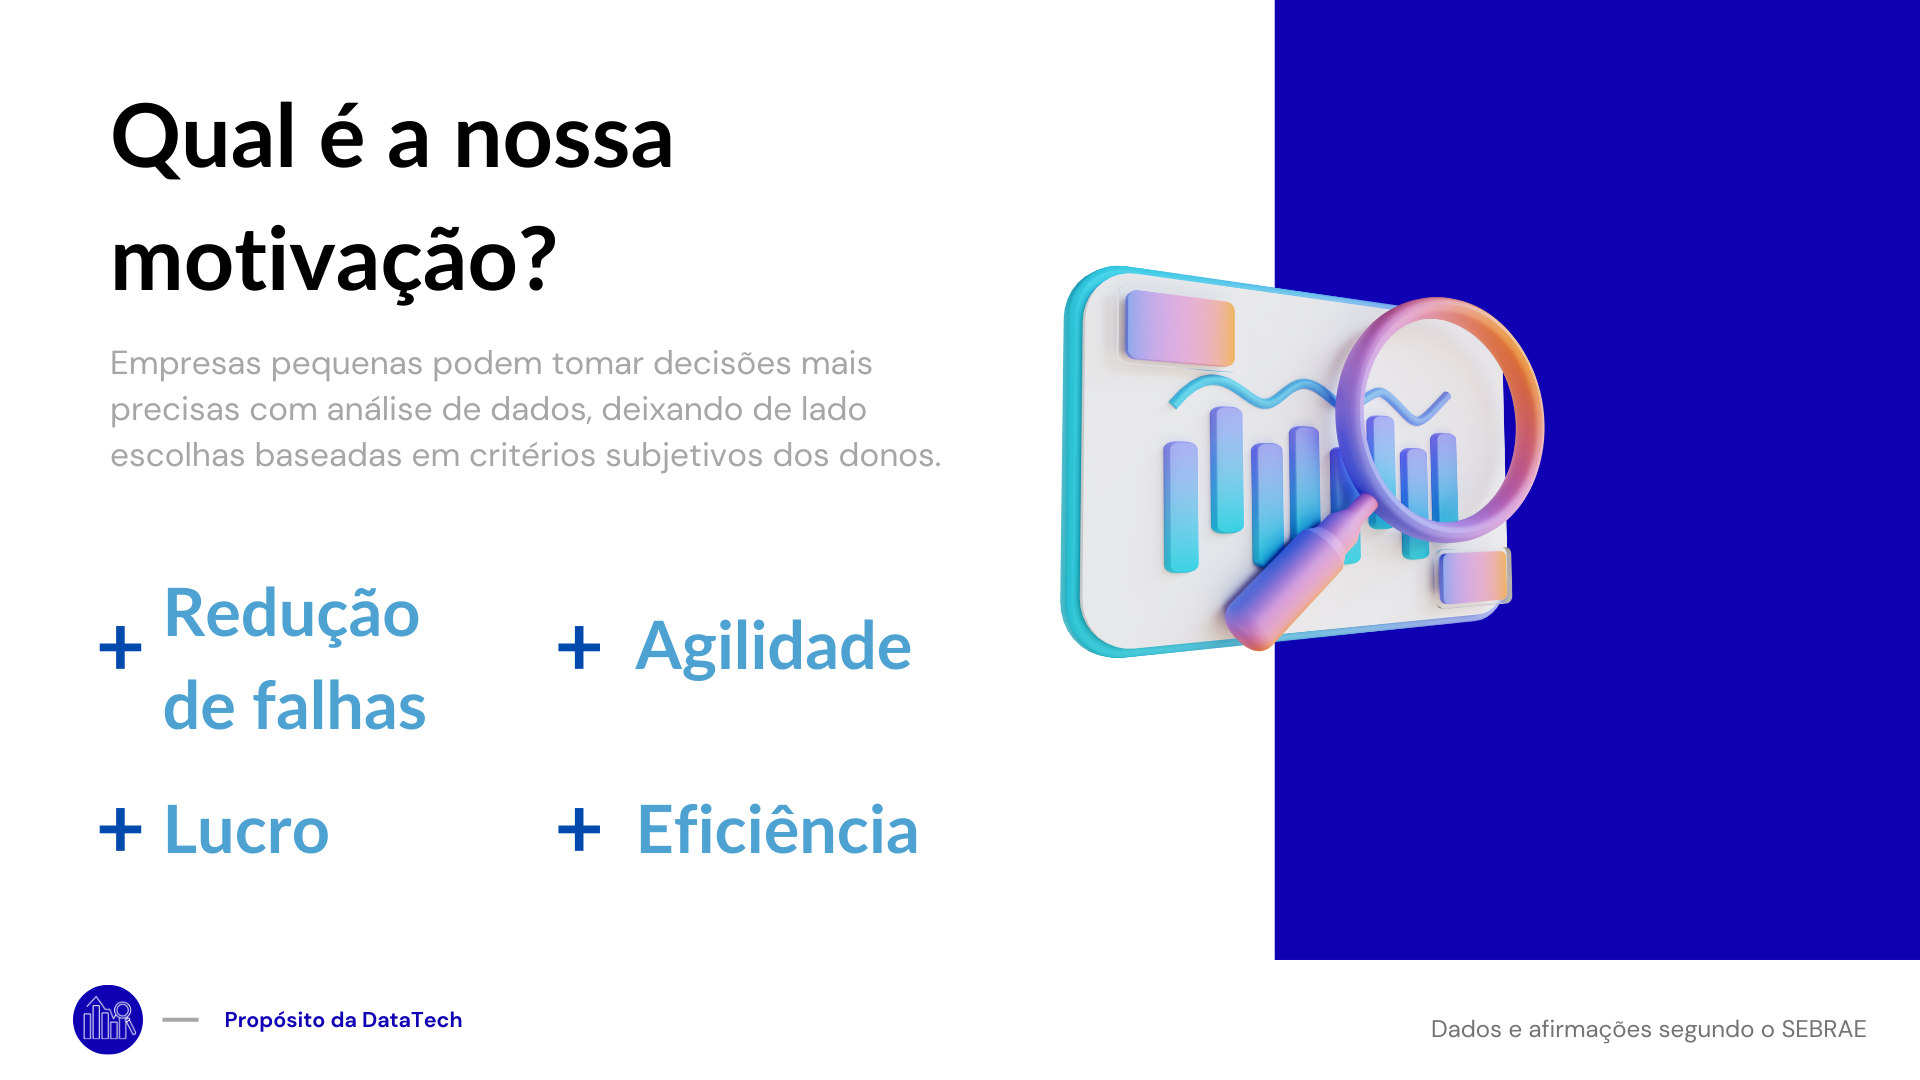 Qual é a nossa
motivação?
Empresas pequenas podem tomar decisões mais
precisas com análise de dados, deixando de lado
escolhas baseadas em critérios subjetivos dos donos.
+ Redução
de falhas
+ Agilidade
+ Lucro
+ Eficiência
Propósito da DataTech
Dados e afirmações segundo o SEBRAE